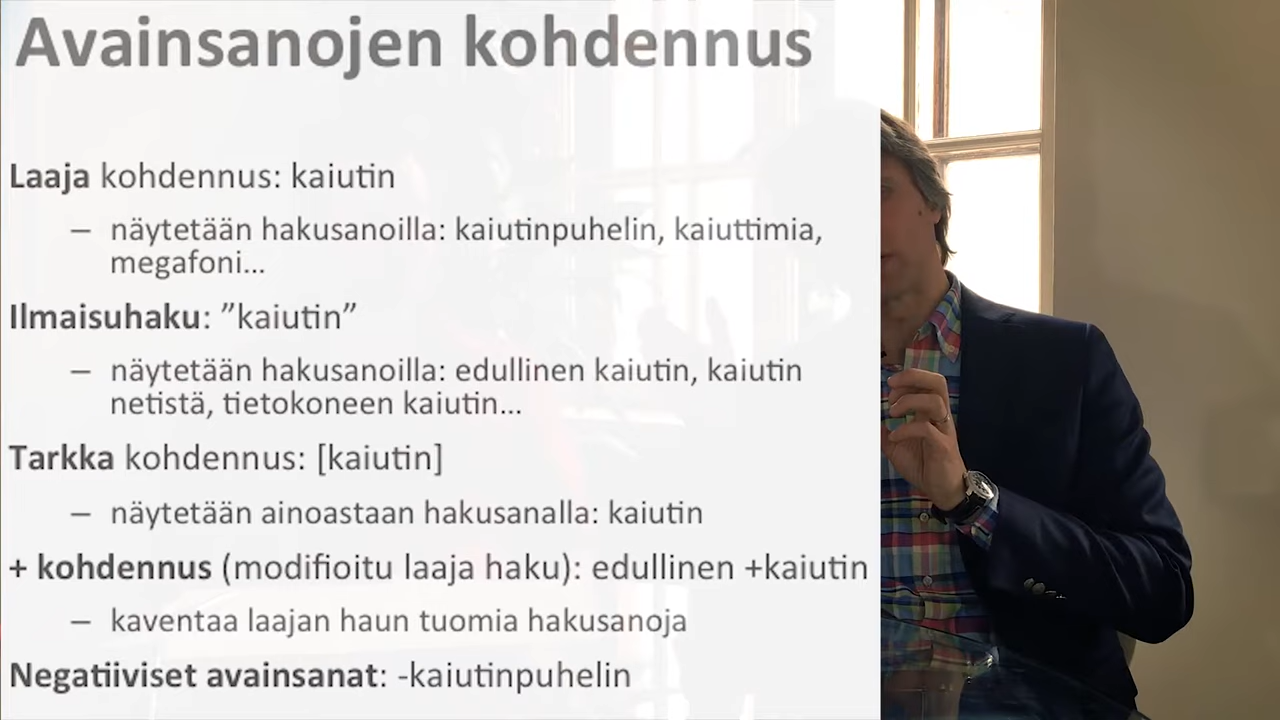 Avainsanojen kohdennus
Laaja kohdennus: kaiutin
– näytetään hakusanoilla: kaiutinpuhelin, kaiuttimia,
megafoni...
Ilmaisuhaku: ”kaiutin”
– näytetään hakusanoilla: edullinen kaiutin, kaiutin
netistä, tietokoneen kaiutin...
Tarkka kohdennus: [kaiutin]
– näytetään ainoastaan hakusanalla: kaiutin
+ kohdennus (modifioitu laaja haku): edullinen +kaiutin
– kaventaa laajan haun tuomia hakusanoja
Negatiiviset avainsanat: -kaiutinpuhelin